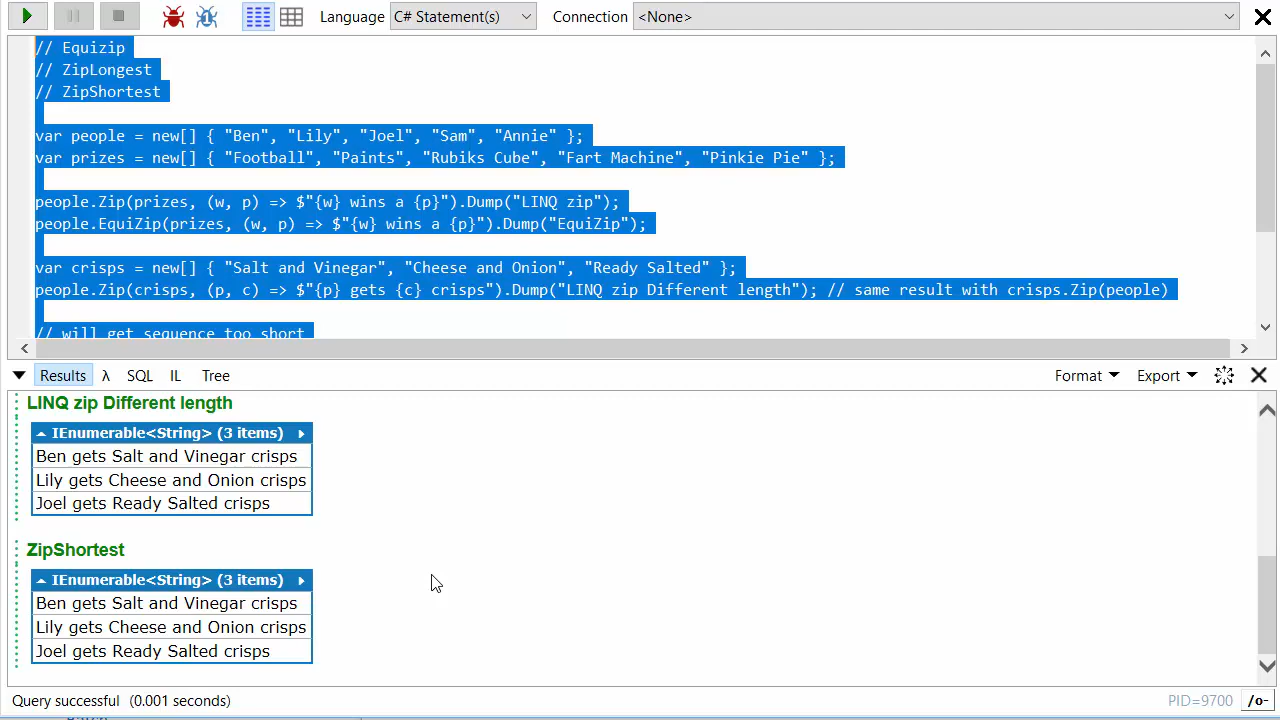 Language C# Statement(s) Connection <None>
// Equizip
// ZipLongest
// ZipShortest
var people = new[] { "Ben", "Lily", "Joel", "Sam", "Annie" };
var prizes = new[] { "Football", "Paints", "Rubiks Cube", "Fart Machine", "Pinkie Pie" };
people.Zip(prizes, (w, p) => $"{w} wins a {p}").Dump("LINQ zip");
people.EquiZip(prizes, (w, p) => $"{w} wins a {p}").Dump("EquiZip");
var crisps = new[] { "Salt and Vinegar", "Cheese and Onion", "Ready Salted" };
people.Zip(crisps, (p, c) => $"{p} gets {c} crisps").Dump("LINQ zip Different length"); // same result with crisps.Zip(people)
// will get sequence too short
Results λ SQL IL Tree Format Export
LINQ zip Different length
IEnumerable<String> (3 items)
Ben gets Salt and Vinegar crisps
Lily gets Cheese and Onion crisps
Joel gets Ready Salted crisps
ZipShortest
IEnumerable<String> (3 items)
Ben gets Salt and Vinegar crisps
Lily gets Cheese and Onion crisps
Joel gets Ready Salted crisps
Query successful (0.001 seconds) PID=9700 /o-